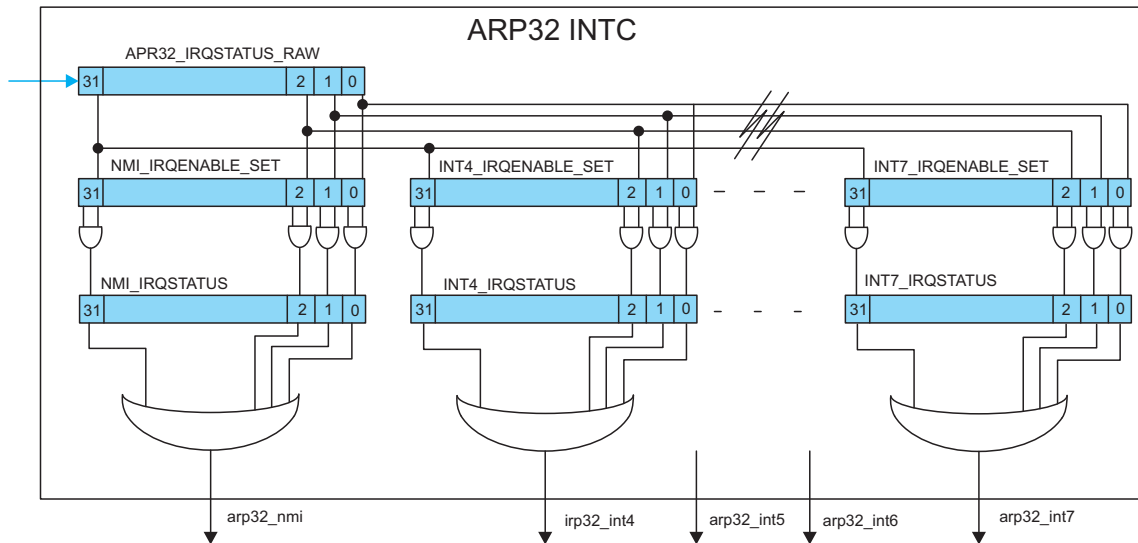 ARP32 INTC
APR32_IRQSTATUS_RAW
31 2 1 0
NMI_IRQENABLE_SET INT4_IRQENABLE_SET INT7_IRQENABLE_SET
31 2 1 0 31 2 1 0 31 2 1 0
NMI_IRQSTATUS INT4_IRQSTATUS INT7_IRQSTATUS
31 2 1 0 31 2 1 0 31 2 1 0
arp32_nmi irp32_int4 arp32_int5 arp32_int6 arp32_int7